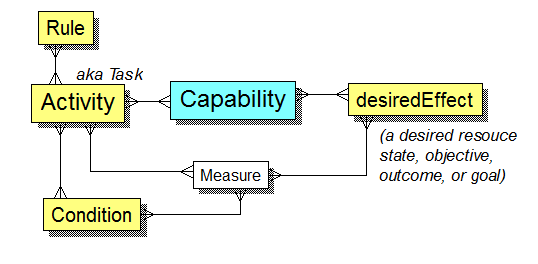 Rule
aka Task
Activity
Capability
desiredEffect
(a desired resouce
state, objective,
outcome, or goal)
Measure
Condition